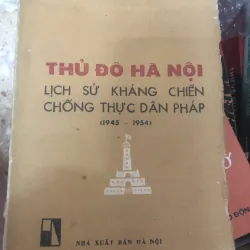 THỦ ĐÔ HÀ NỘI
LỊCH SỬ KHÁNG CHIẾN
CHỐNG THỰC DÂN PHÁP
(1945 - 1954)
NHÀ XUẤT BẢN HÀ NỘI